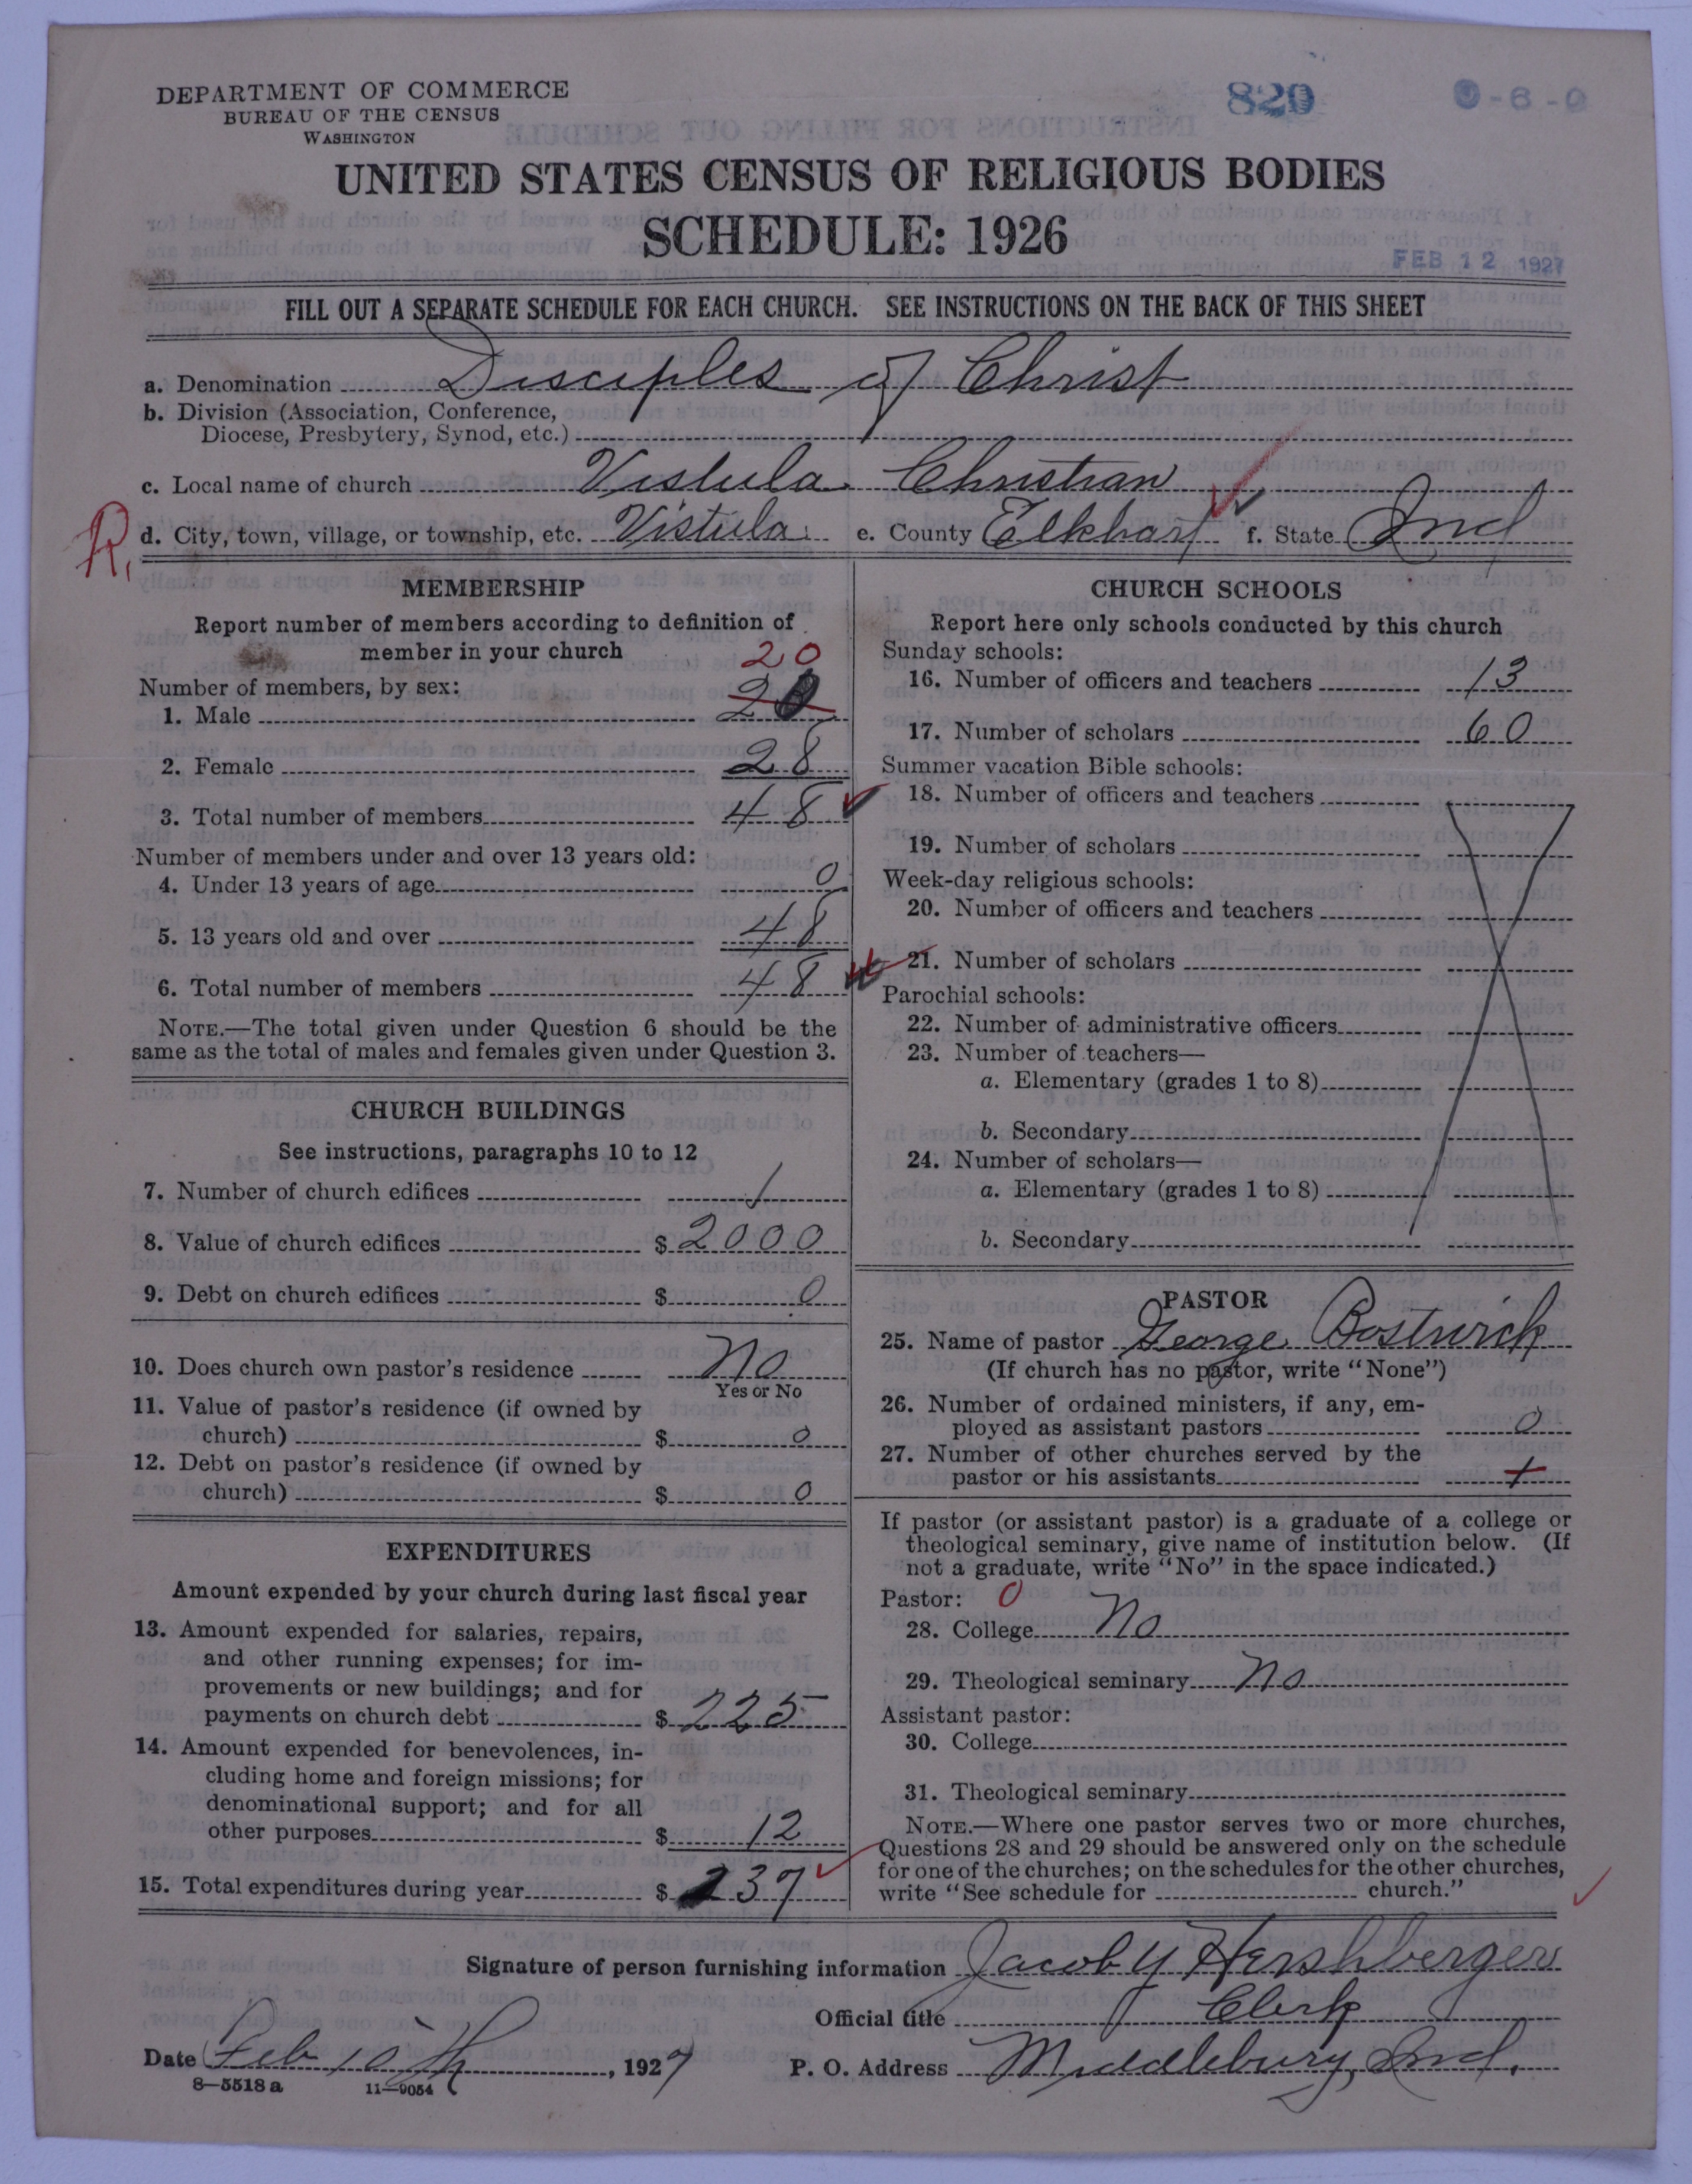 DEPARTMENT OF COMMERCE
BUREAU OF THE CENSUS
WASHINGTON
820
UNITED STATES CENSUS OF RELIGIOUS BODIES
SCHEDULE: 1926
FEB 12 1927
FILL OUT A SEPARATE SCHEDULE FOR EACH CHURCH. SEE INSTRUCTIONS ON THE BACK OF THIS SHEET
a. Denomination Disciples of Christ
b. Division (Association, Conference,
Diocese, Presbytery, Synod, etc.)
c. Local name of church Vistula Christian
R. d. City, town, village, or township, etc. Vistula e. County Elkhart f. State Ind
MEMBERSHIP
Report number of members according to definition of
member in your church
20
Number of members, by sex:
1. Male 20
2. Female 28
3. Total number of members 48
Number of members under and over 13 years old:
4. Under 13 years of age 0
5. 13 years old and over 48
6. Total number of members 48
NOTE.—The total given under Question 6 should be the
same as the total of males and females given under Question 3.
CHURCH BUILDINGS
See instructions, paragraphs 10 to 12
7. Number of church edifices 1
8. Value of church edifices $ 2000
9. Debt on church edifices $ 0
10. Does church own pastor's residence No
Yes or No
11. Value of pastor's residence (if owned by
church) $ 0
12. Debt on pastor's residence (if owned by
church) $ 0
EXPENDITURES
Amount expended by your church during last fiscal year
13. Amount expended for salaries, repairs,
and other running expenses; for im-
provements or new buildings; and for
payments on church debt $ 225
14. Amount expended for benevolences, in-
cluding home and foreign missions; for
denominational support; and for all
other purposes $ 12
15. Total expenditures during year $ 237
CHURCH SCHOOLS
Report here only schools conducted by this church
Sunday schools:
16. Number of officers and teachers 13
17. Number of scholars 60
Summer vacation Bible schools:
18. Number of officers and teachers
19. Number of scholars
Week-day religious schools:
20. Number of officers and teachers
21. Number of scholars
Parochial schools:
22. Number of administrative officers
23. Number of teachers—
a. Elementary (grades 1 to 8)
b. Secondary
24. Number of scholars—
a. Elementary (grades 1 to 8)
b. Secondary
PASTOR
25. Name of pastor George Bostwick
(If church has no pastor, write "None")
26. Number of ordained ministers, if any, em-
ployed as assistant pastors 0
27. Number of other churches served by the
pastor or his assistants
If pastor (or assistant pastor) is a graduate of a college or
theological seminary, give name of institution below. (If
not a graduate, write "No" in the space indicated.)
Pastor: 0
28. College No
29. Theological seminary No
Assistant pastor:
30. College
31. Theological seminary
NOTE.—Where one pastor serves two or more churches,
Questions 28 and 29 should be answered only on the schedule
for one of the churches; on the schedules for the other churches,
write "See schedule for church."
Signature of person furnishing information Jacob Y Hershberger
Official title Clerk
Date Feb 10th, 1927 P. O. Address Middlebury, Ind.
8—5518 a 11—9054